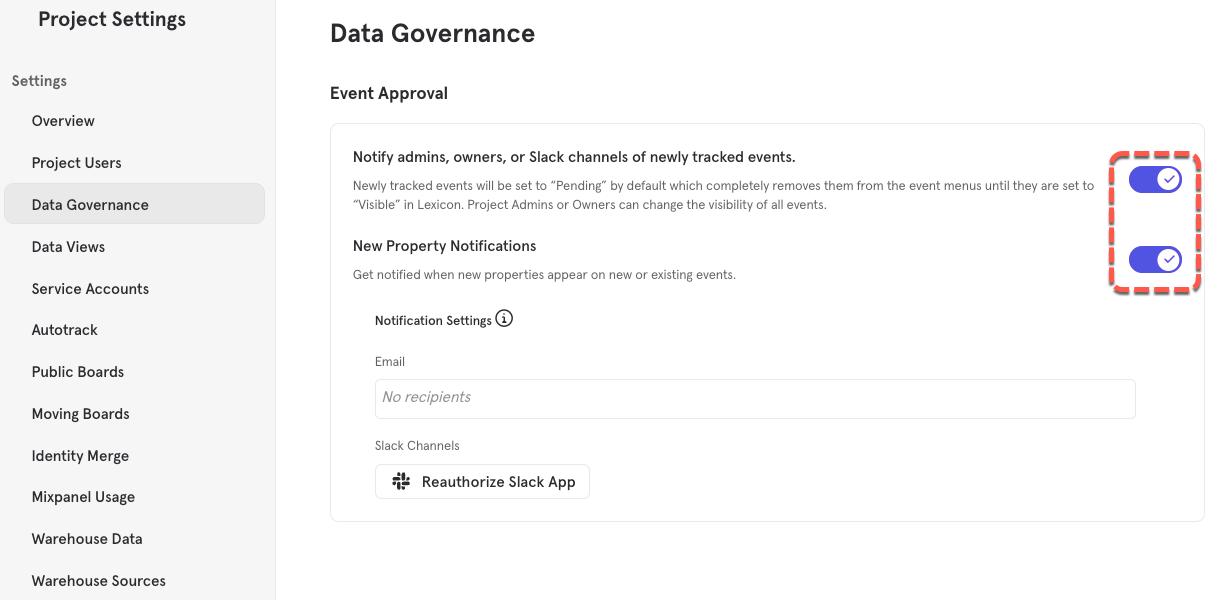 Project Settings
Settings
Overview
Project Users
Data Governance
Data Views
Service Accounts
Autotrack
Public Boards
Moving Boards
Identity Merge
Mixpanel Usage
Warehouse Data
Warehouse Sources
Data Governance
Event Approval
Notify admins, owners, or Slack channels of newly tracked events.
Newly tracked events will be set to “Pending” by default which completely removes them from the event menus until they are set to
“Visible” in Lexicon. Project Admins or Owners can change the visibility of all events.
New Property Notifications
Get notified when new properties appear on new or existing events.
Notification Settings
Email
No recipients
Slack Channels
Reauthorize Slack App